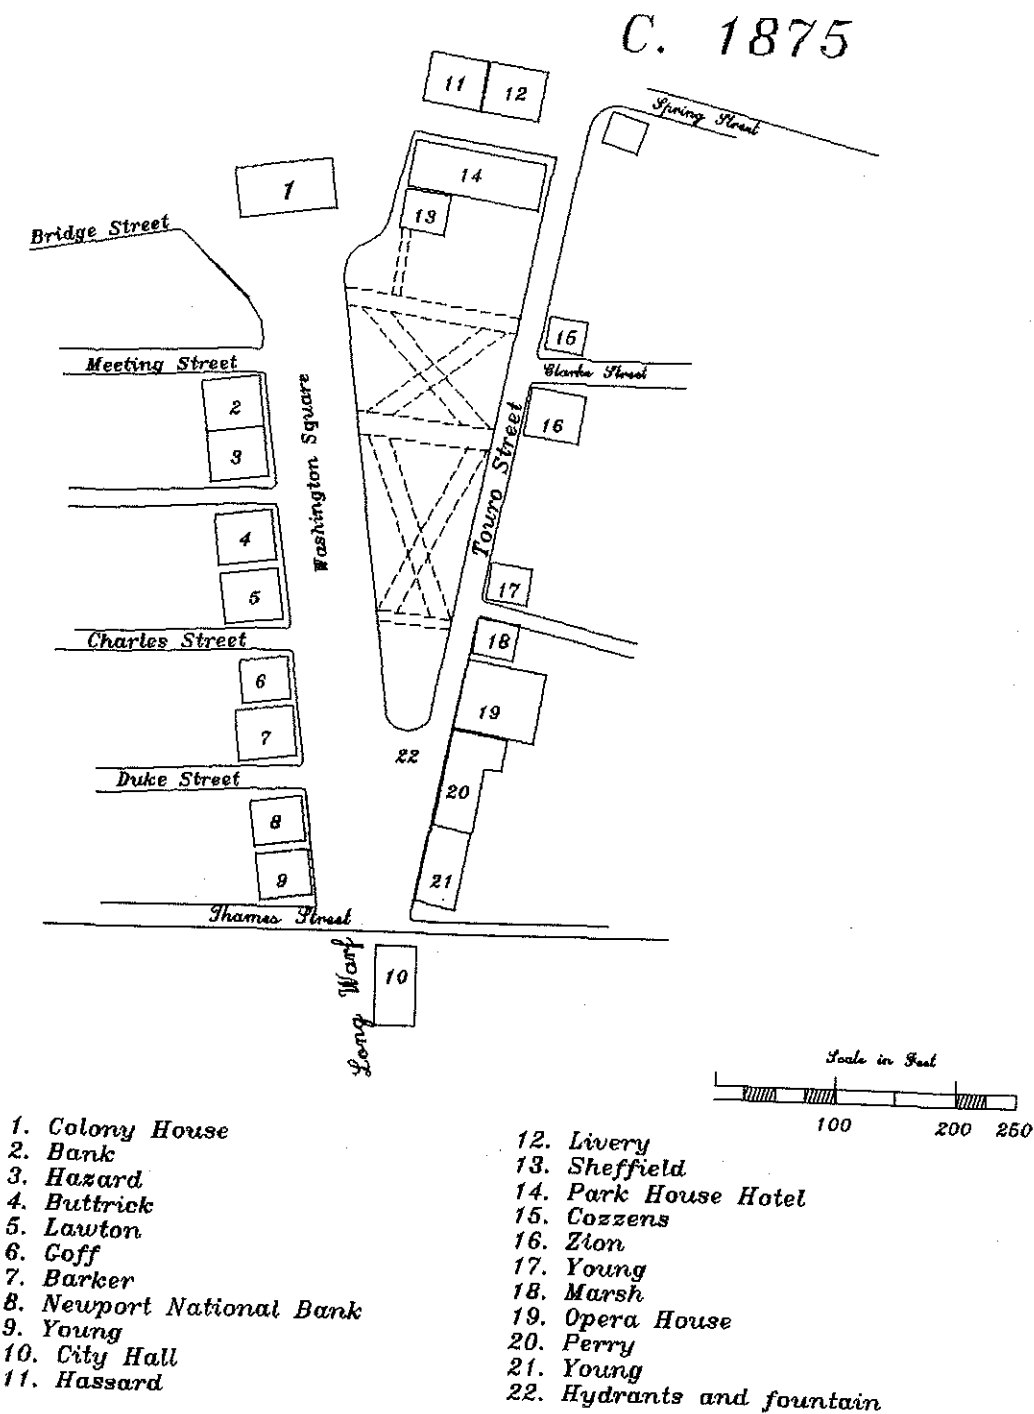 C. 1875
11
12
Spring Street
1
14
13
Bridge Street
15
Meeting Street
Clarke Street
2
16
3
Washington Square
Touro Street
4
5
17
Charles Street
18
6
19
7
22
Duke Street
20
8
21
9
Thames Street
Long Warf
10
Scale in Feet
100 200 250
1. Colony House
2. Bank
3. Hazard
4. Buttrick
5. Lawton
6. Goff
7. Barker
8. Newport National Bank
9. Young
10. City Hall
11. Hassard
12. Livery
13. Sheffield
14. Park House Hotel
15. Cozzens
16. Zion
17. Young
18. Marsh
19. Opera House
20. Perry
21. Young
22. Hydrants and fountain